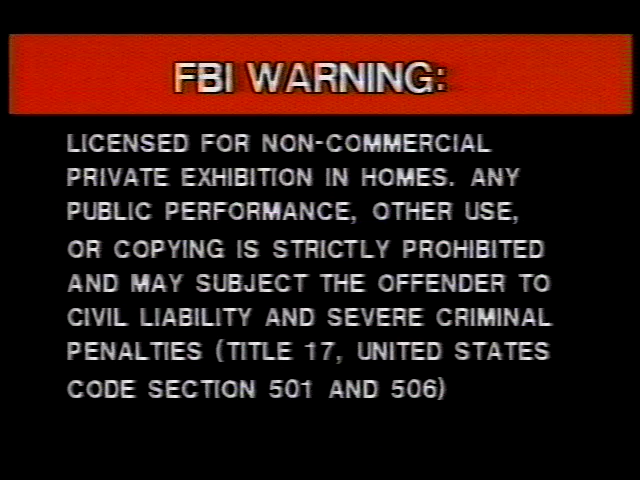 FBI WARNING:
LICENSED FOR NON-COMMERCIAL
PRIVATE EXHIBITION IN HOMES. ANY
PUBLIC PERFORMANCE, OTHER USE,
OR COPYING IS STRICTLY PROHIBITED
AND MAY SUBJECT THE OFFENDER TO
CIVIL LIABILITY AND SEVERE CRIMINAL
PENALTIES (TITLE 17, UNITED STATES
CODE SECTION 501 AND 506)